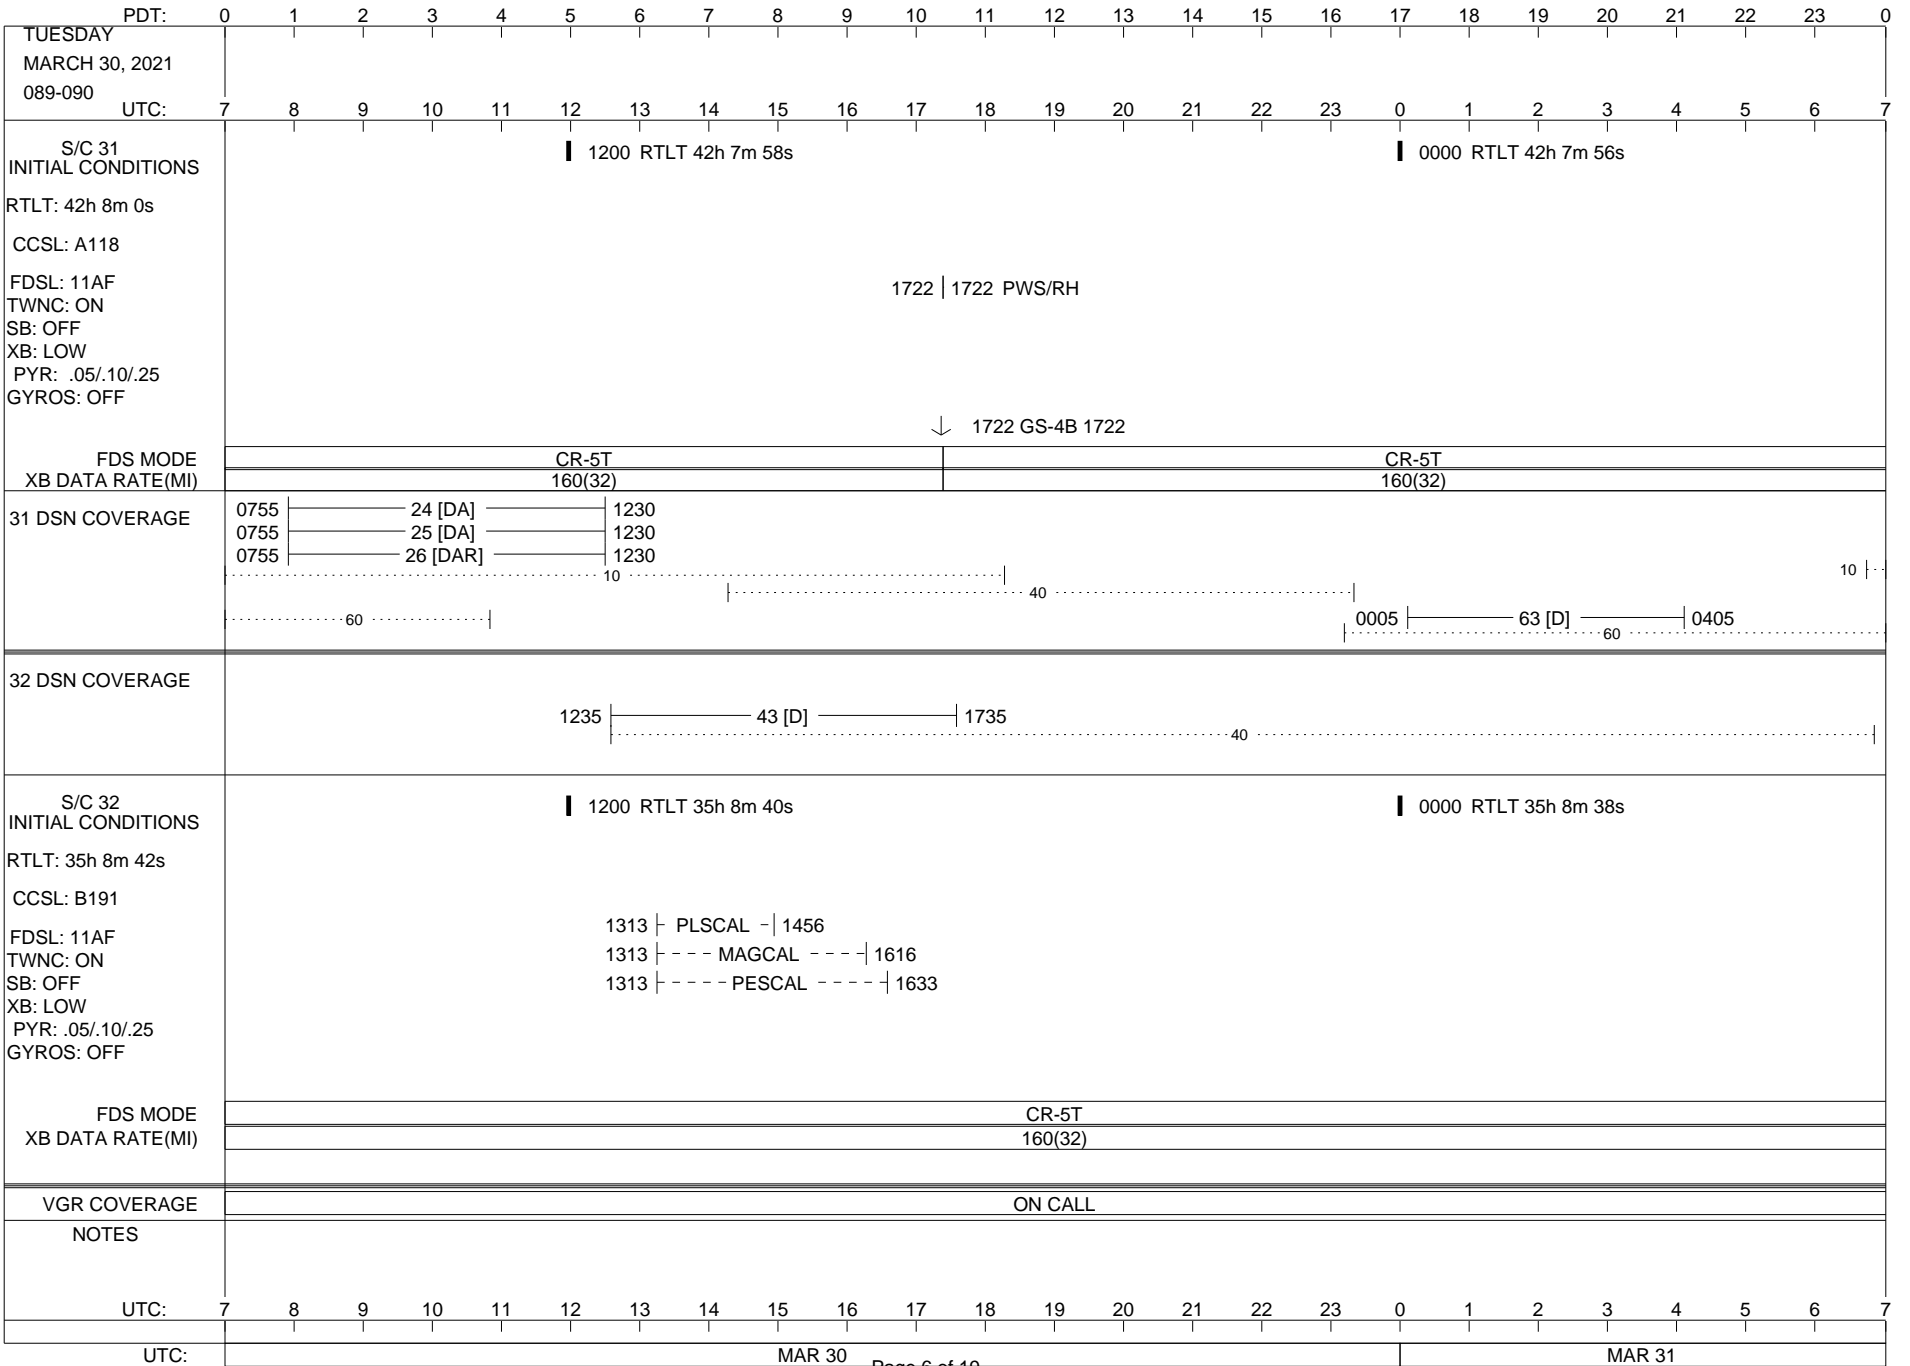 PDT: 0 1 2 3 4 5 6 7 8 9 10 11 12 13 14 15 16 17 18 19 20 21 22 23 0
TUESDAY
MARCH 30, 2021
089-090
UTC: 7 8 9 10 11 12 13 14 15 16 17 18 19 20 21 22 23 0 1 2 3 4 5 6 7
S/C 31
INITIAL CONDITIONS
1200 RTLT 42h 7m 58s
0000 RTLT 42h 7m 56s
RTLT: 42h 8m 0s
CCSL: A118
FDSL: 11AF
TWNC: ON
SB: OFF
XB: LOW
PYR: .05/.10/.25
GYROS: OFF
1722 1722 PWS/RH
1722 GS-4B 1722
FDS MODE CR-5T CR-5T
XB DATA RATE(MI) 160(32) 160(32)
31 DSN COVERAGE
0755 24 [DA] 1230
0755 25 [DA] 1230
0755 26 [DAR] 1230
10 10
40
60 0005 63 [D] 0405
60
32 DSN COVERAGE
1235 43 [D] 1735
40
S/C 32
INITIAL CONDITIONS
1200 RTLT 35h 8m 40s
0000 RTLT 35h 8m 38s
RTLT: 35h 8m 42s
CCSL: B191
FDSL: 11AF
TWNC: ON
SB: OFF
XB: LOW
PYR: .05/.10/.25
GYROS: OFF
1313 PLSCAL 1456
1313 MAGCAL 1616
1313 PESCAL 1633
FDS MODE CR-5T
XB DATA RATE(MI) 160(32)
VGR COVERAGE ON CALL
NOTES
UTC: 7 8 9 10 11 12 13 14 15 16 17 18 19 20 21 22 23 0 1 2 3 4 5 6 7
UTC: MAR 30 MAR 31
Page 6 of 10